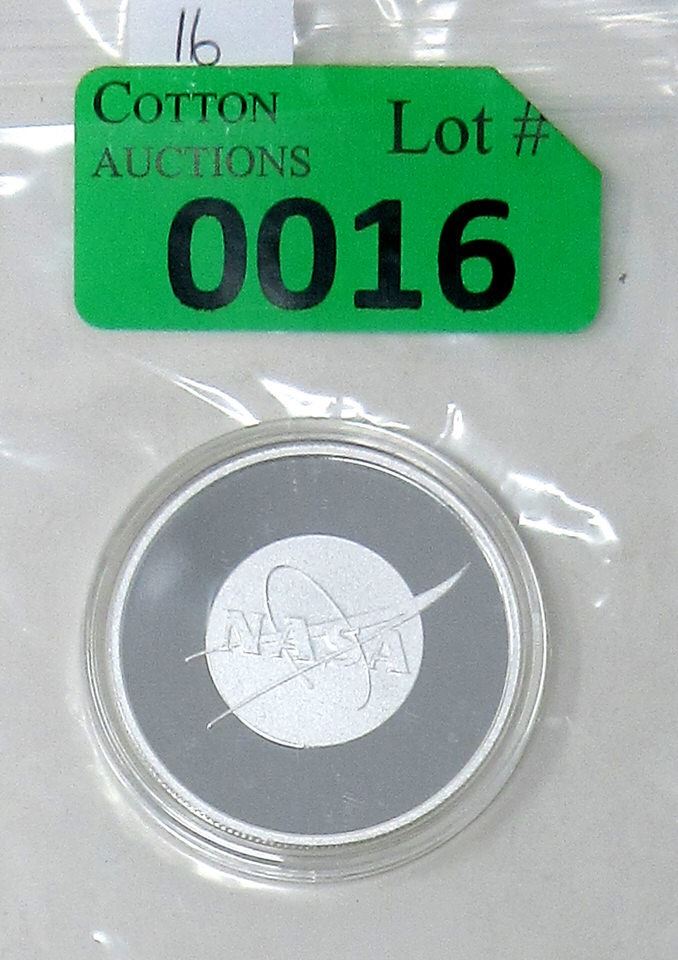 16
COTTON
AUCTIONS
Lot #
0016
NASA